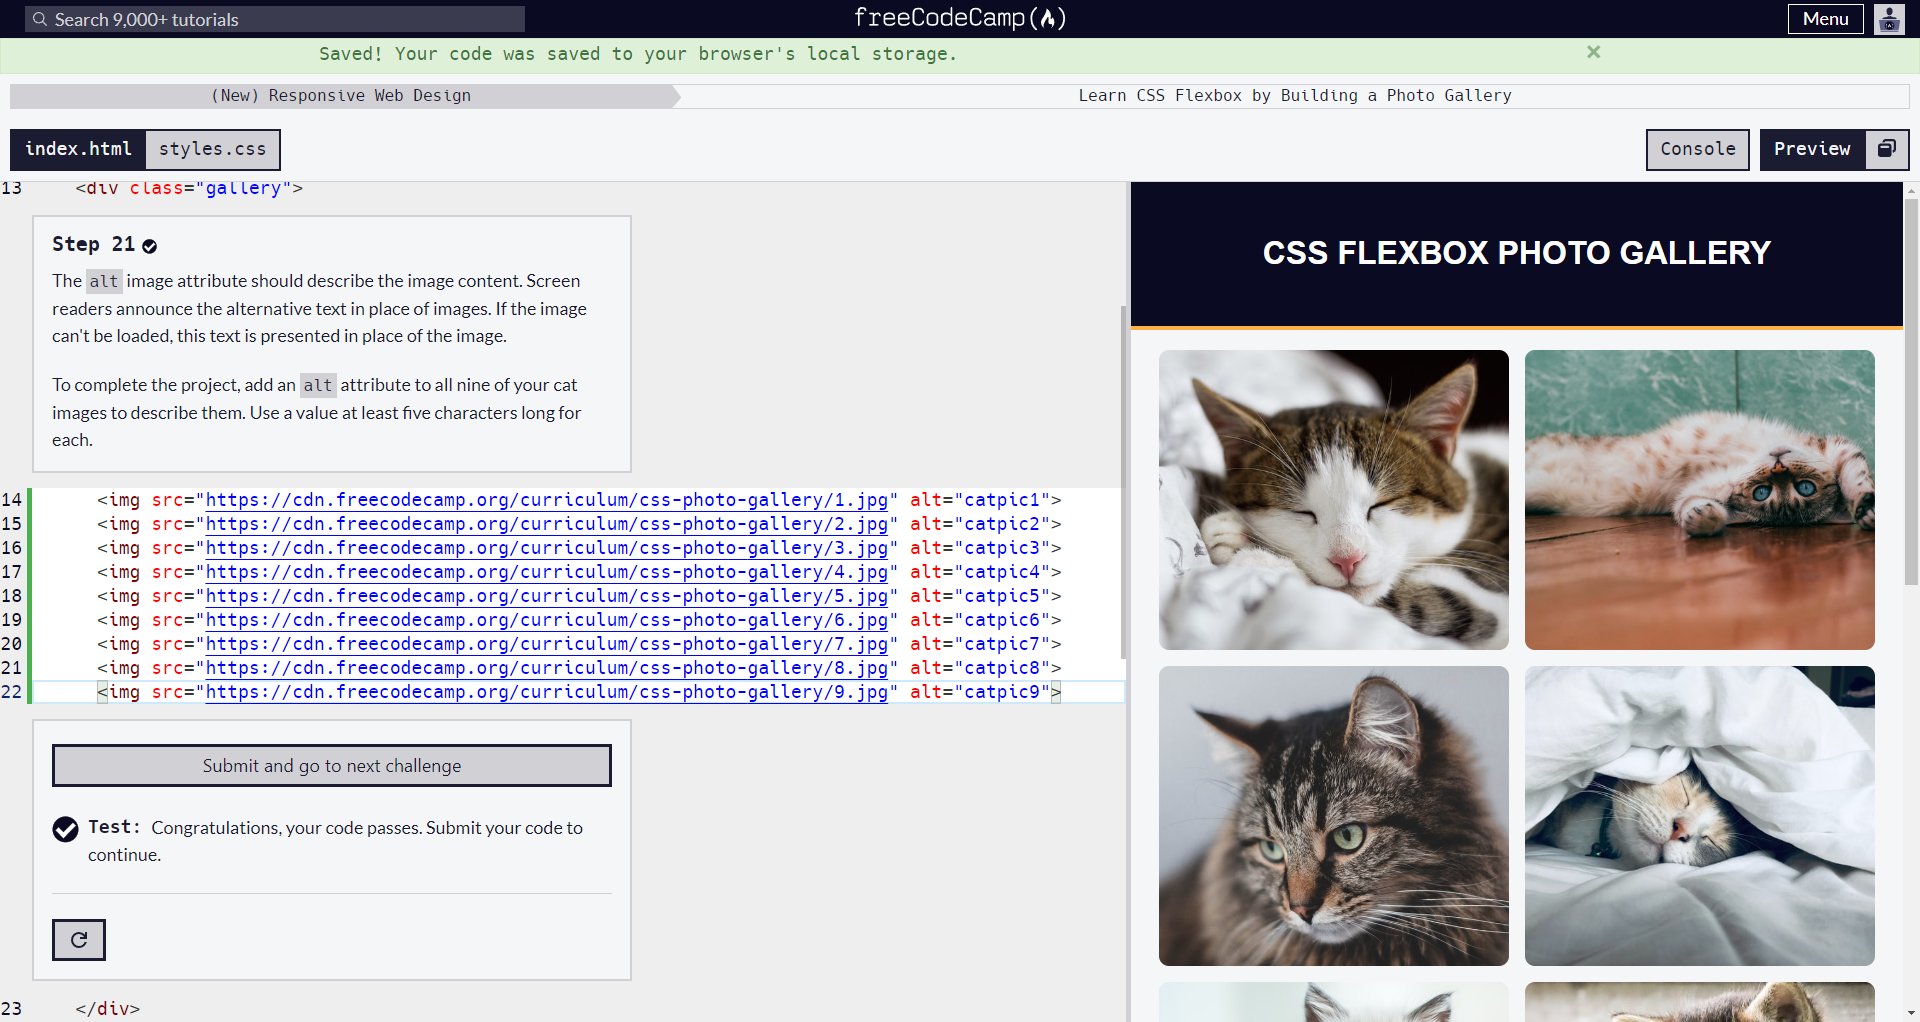 Search 9,000+ tutorials
freeCodeCamp(🔥)
Menu
Saved! Your code was saved to your browser's local storage.
×
(New) Responsive Web Design
Learn CSS Flexbox by Building a Photo Gallery
index.html
styles.css
Console
Preview
13 <div class="gallery">
Step 21
The alt image attribute should describe the image content. Screen
readers announce the alternative text in place of images. If the image
can't be loaded, this text is presented in place of the image.
To complete the project, add an alt attribute to all nine of your cat
images to describe them. Use a value at least five characters long for
each.
14 <img src="https://cdn.freecodecamp.org/curriculum/css-photo-gallery/1.jpg" alt="catpic1">
15 <img src="https://cdn.freecodecamp.org/curriculum/css-photo-gallery/2.jpg" alt="catpic2">
16 <img src="https://cdn.freecodecamp.org/curriculum/css-photo-gallery/3.jpg" alt="catpic3">
17 <img src="https://cdn.freecodecamp.org/curriculum/css-photo-gallery/4.jpg" alt="catpic4">
18 <img src="https://cdn.freecodecamp.org/curriculum/css-photo-gallery/5.jpg" alt="catpic5">
19 <img src="https://cdn.freecodecamp.org/curriculum/css-photo-gallery/6.jpg" alt="catpic6">
20 <img src="https://cdn.freecodecamp.org/curriculum/css-photo-gallery/7.jpg" alt="catpic7">
21 <img src="https://cdn.freecodecamp.org/curriculum/css-photo-gallery/8.jpg" alt="catpic8">
22 <img src="https://cdn.freecodecamp.org/curriculum/css-photo-gallery/9.jpg" alt="catpic9">
Submit and go to next challenge
Test: Congratulations, your code passes. Submit your code to
continue.
23 </div>
CSS FLEXBOX PHOTO GALLERY